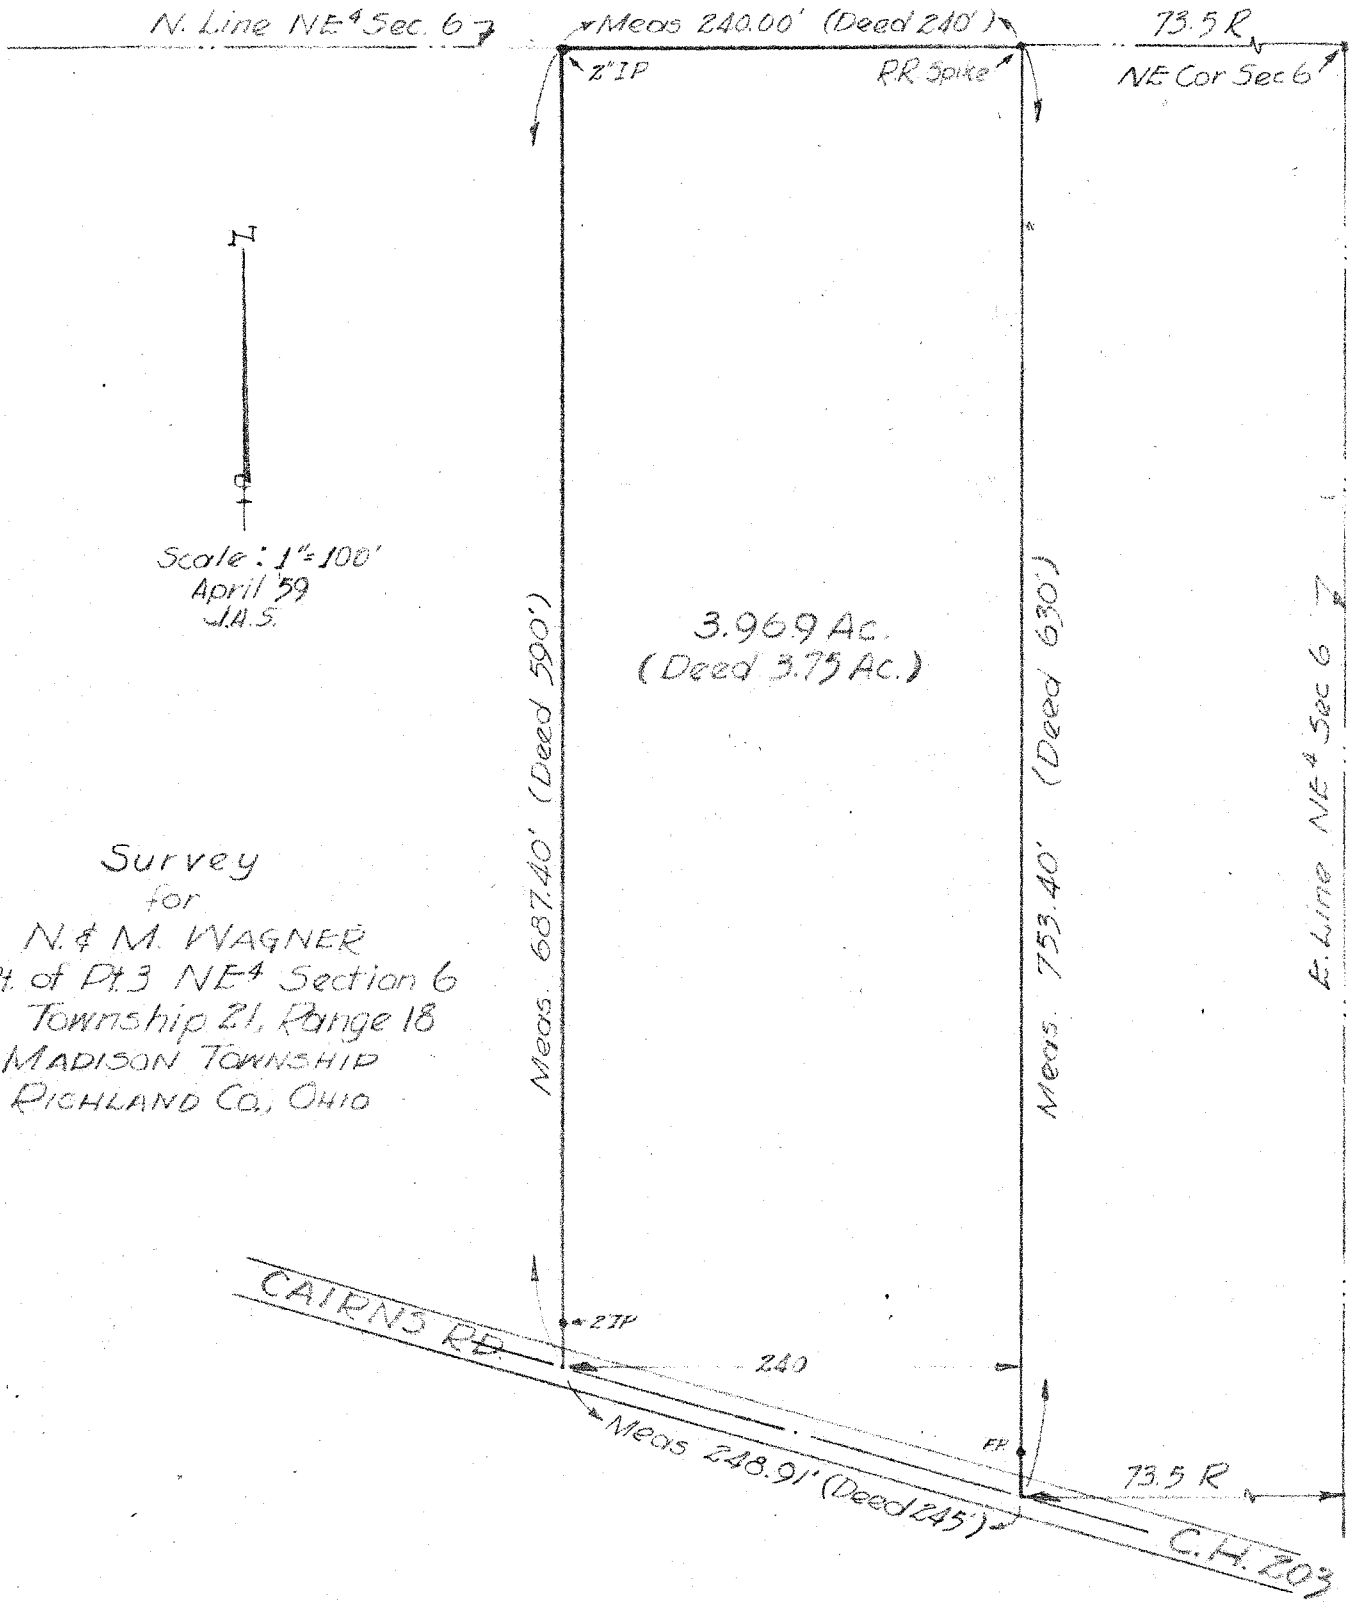 N. Line NE⁴ Sec. 6
Meas 240.00' (Deed 240')
73.5 R
2" IP
R.R. Spike
NE Cor Sec 6
N
Scale: 1"=100'
April '59
J.A.S.
3.969 Ac.
(Deed 3.75 Ac.)
Meas. 687.40' (Deed 590')
Meas. 753.40' (Deed 630')
E. Line NE⁴ Sec 6
Survey
for
N. & M. WAGNER
Pt. of Pt. 3 NE⁴ Section 6
Township 21, Range 18
MADISON TOWNSHIP
RICHLAND CO., OHIO
CAIRNS RD.
2" IP
240
Meas 248.91' (Deed 245')
73.5 R
C.H. 203